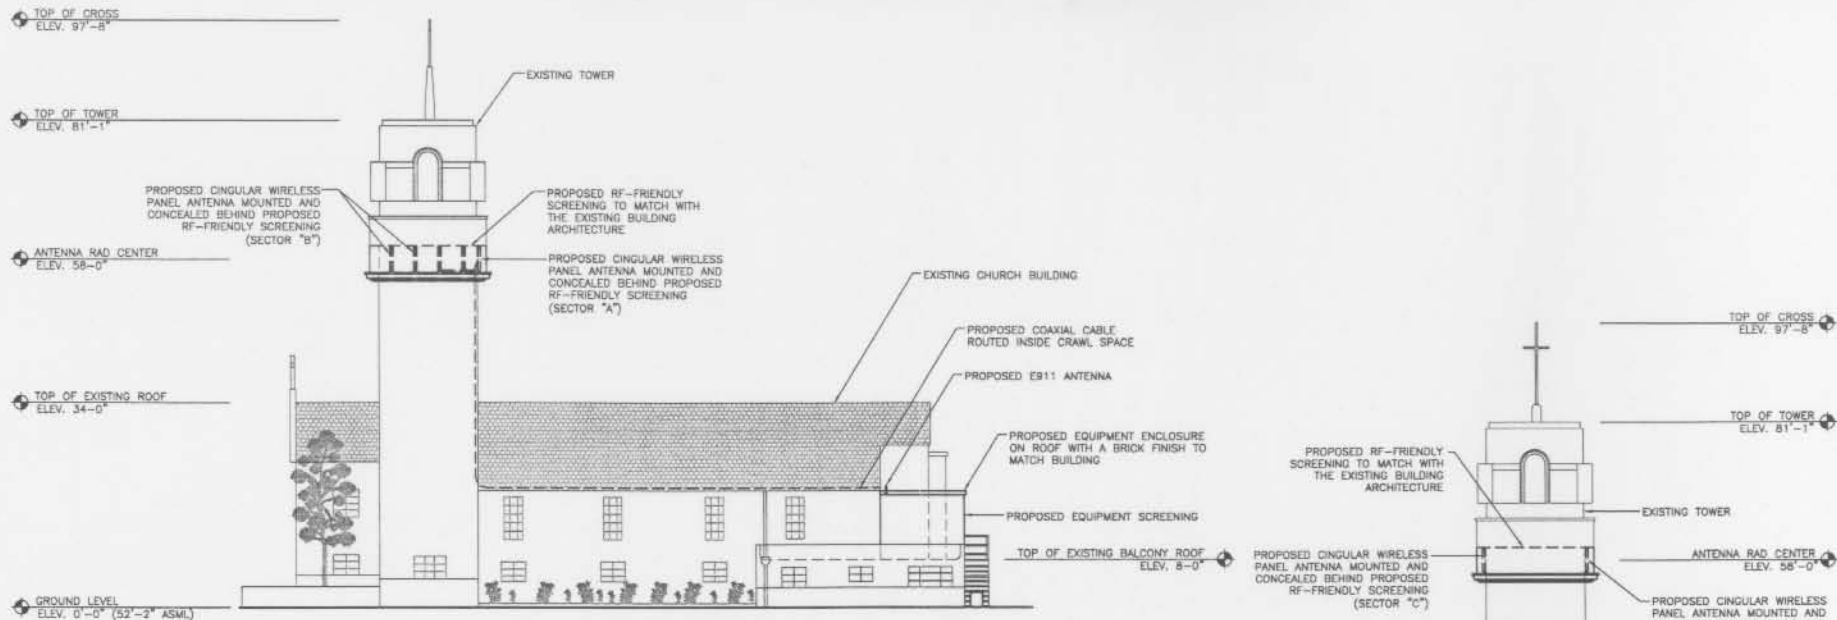 TOP OF CROSS
ELEV. 97'-8"
EXISTING TOWER
TOP OF TOWER
ELEV. 81'-1"
PROPOSED CINGULAR WIRELESS
PANEL ANTENNA MOUNTED AND
CONCEALED BEHIND PROPOSED
RF-FRIENDLY SCREENING
(SECTOR "B")
PROPOSED RF-FRIENDLY
SCREENING TO MATCH WITH
THE EXISTING BUILDING
ARCHITECTURE
ANTENNA RAD CENTER
ELEV. 58-0"
PROPOSED CINGULAR WIRELESS
PANEL ANTENNA MOUNTED AND
CONCEALED BEHIND PROPOSED
RF-FRIENDLY SCREENING
(SECTOR "A")
EXISTING CHURCH BUILDING
PROPOSED COAXIAL CABLE
ROUTED INSIDE CRAWL SPACE
PROPOSED E911 ANTENNA
TOP OF EXISTING ROOF
ELEV. 34-0"
PROPOSED EQUIPMENT ENCLOSURE
ON ROOF WITH A BRICK FINISH TO
MATCH BUILDING
PROPOSED EQUIPMENT SCREENING
TOP OF EXISTING BALCONY ROOF
ELEV. 8-0"
GROUND LEVEL
ELEV. 0'-0" (52'-2" ASML)
TOP OF CROSS
ELEV. 97'-8"
TOP OF TOWER
ELEV. 81'-1"
PROPOSED RF-FRIENDLY
SCREENING TO MATCH WITH
THE EXISTING BUILDING
ARCHITECTURE
EXISTING TOWER
PROPOSED CINGULAR WIRELESS
PANEL ANTENNA MOUNTED AND
CONCEALED BEHIND PROPOSED
RF-FRIENDLY SCREENING
(SECTOR "C")
ANTENNA RAD CENTER
ELEV. 58'-0"
PROPOSED CINGULAR WIRELESS
PANEL ANTENNA MOUNTED AND